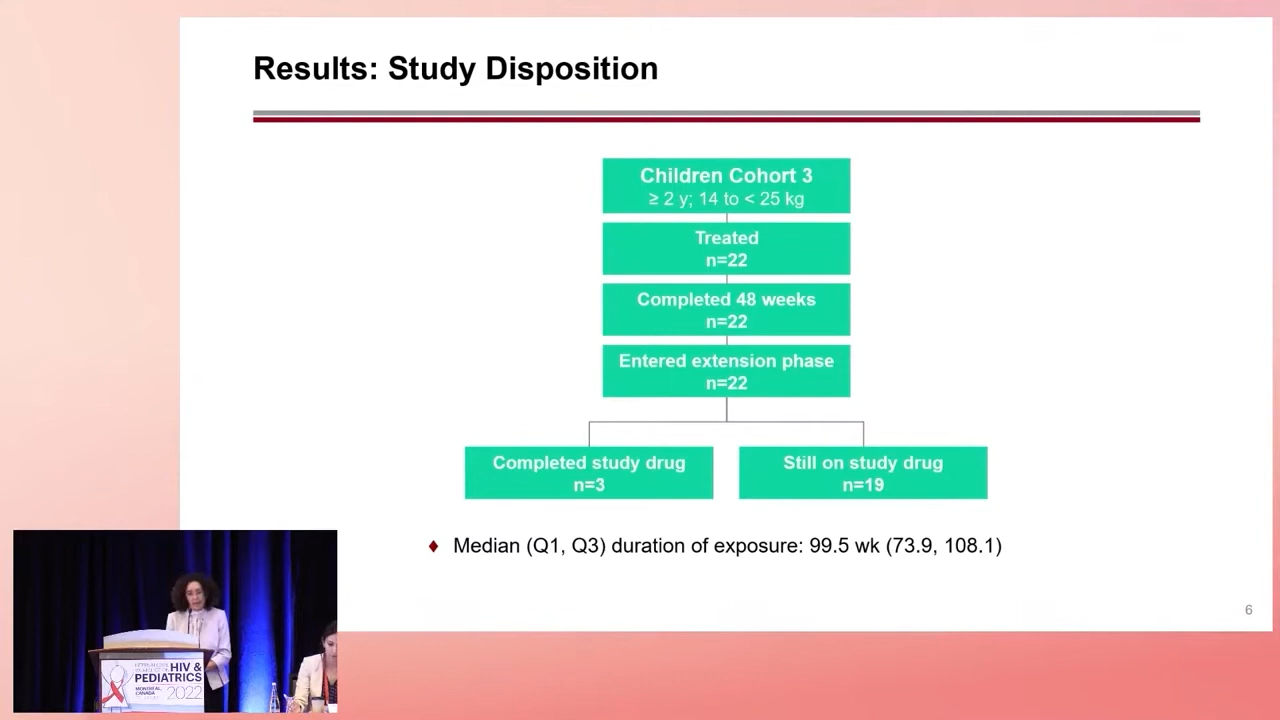 Results: Study Disposition
Children Cohort 3
≥ 2 y; 14 to < 25 kg
Treated
n=22
Completed 48 weeks
n=22
Entered extension phase
n=22
Completed study drug
n=3
Still on study drug
n=19
♦ Median (Q1, Q3) duration of exposure: 99.5 wk (73.9, 108.1)
6
INTERNATIONAL
HIV &
PEDIATRICS
MONTRÉAL,
CANADA
2022